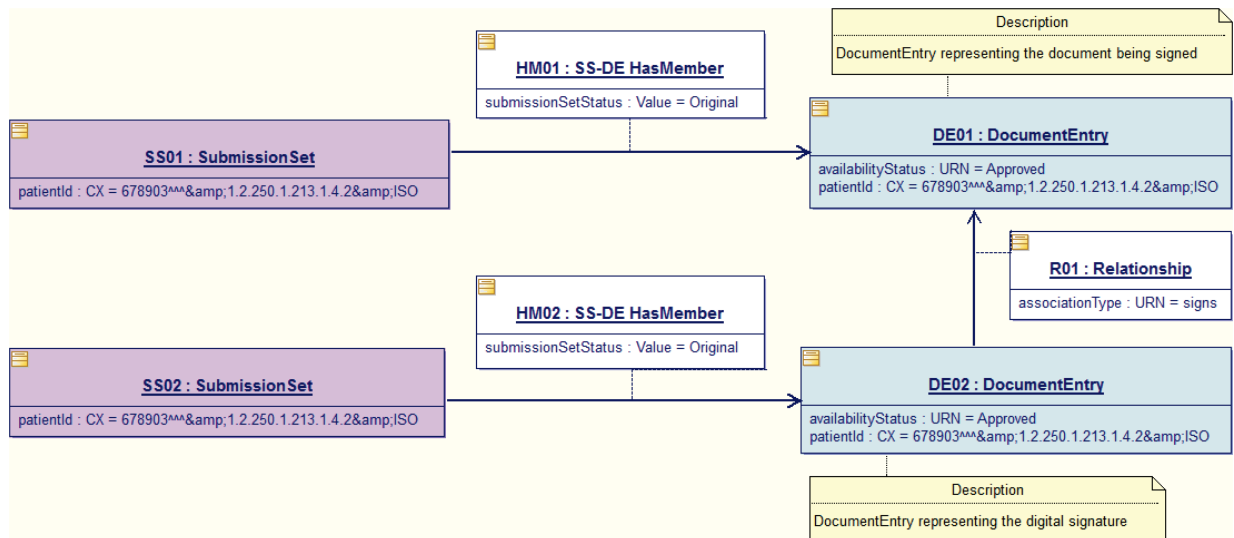 Description
DocumentEntry representing the document being signed
HM01 : SS-DE HasMember
submissionSetStatus : Value = Original
SS01 : SubmissionSet
patientId : CX = 678903^^^&amp;1.2.250.1.213.1.4.2&amp;ISO
DE01 : DocumentEntry
availabilityStatus : URN = Approved
patientId : CX = 678903^^^&amp;1.2.250.1.213.1.4.2&amp;ISO
R01 : Relationship
associationType : URN = signs
HM02 : SS-DE HasMember
submissionSetStatus : Value = Original
SS02 : SubmissionSet
patientId : CX = 678903^^^&amp;1.2.250.1.213.1.4.2&amp;ISO
DE02 : DocumentEntry
availabilityStatus : URN = Approved
patientId : CX = 678903^^^&amp;1.2.250.1.213.1.4.2&amp;ISO
Description
DocumentEntry representing the digital signature